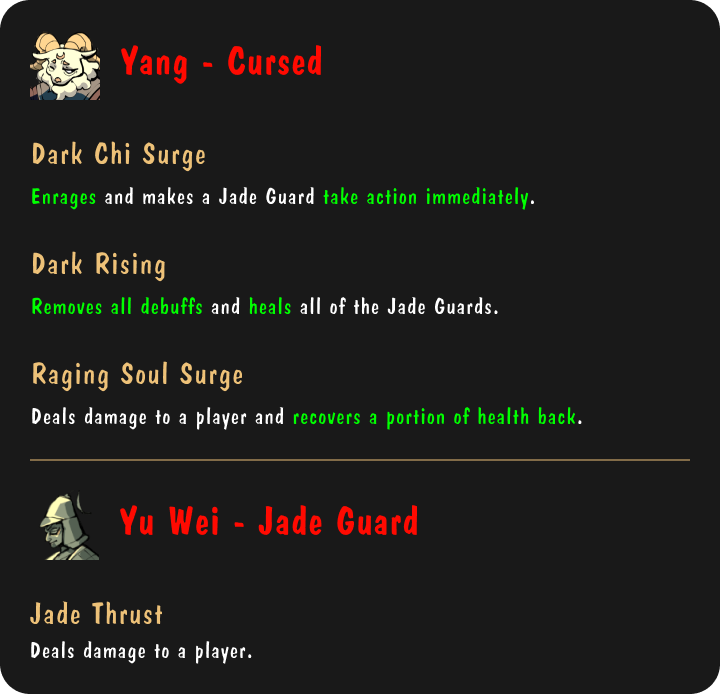 Yang - Cursed
Dark Chi Surge
Enrages and makes a Jade Guard take action immediately.
Dark Rising
Removes all debuffs and heals all of the Jade Guards.
Raging Soul Surge
Deals damage to a player and recovers a portion of health back.
Yu Wei - Jade Guard
Jade Thrust
Deals damage to a player.